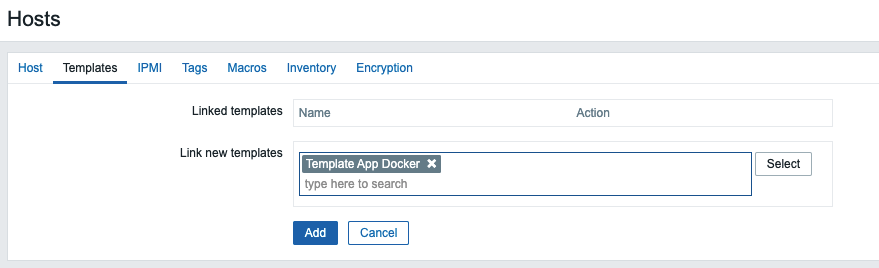 Hosts
Host Templates IPMI Tags Macros Inventory Encryption
Linked templates Name Action
Link new templates Template App Docker Select
type here to search
Add Cancel